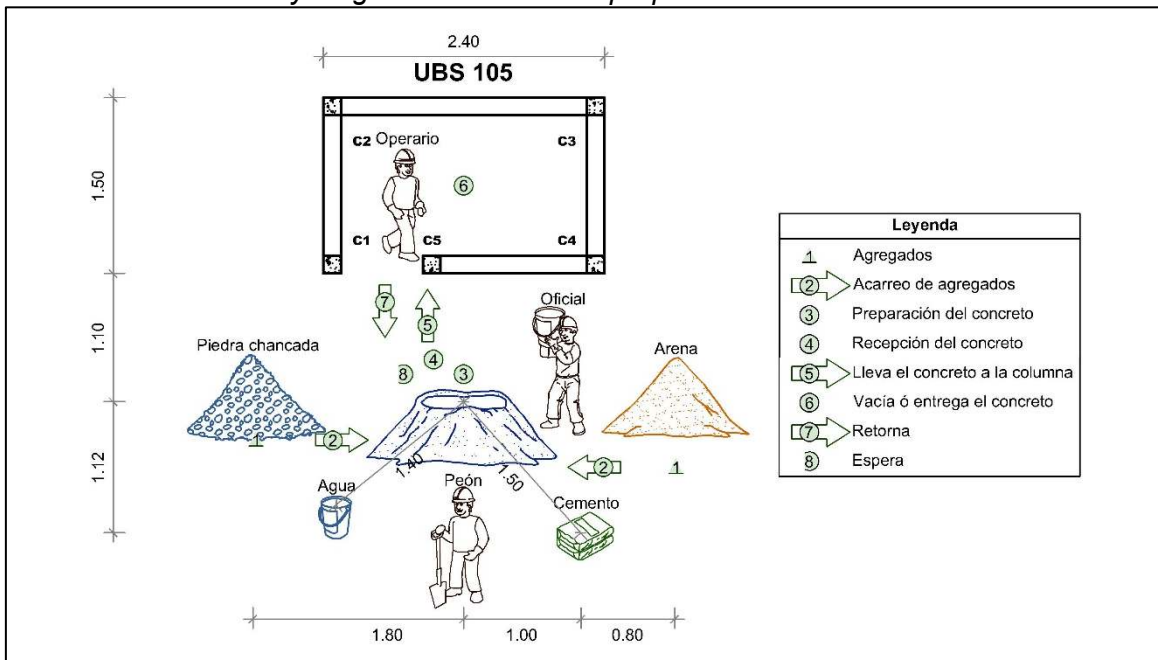 2.40
UBS 105
C2 Operario
C3
6
1.50
C1
C5
C4
7
5
Oficial
1.10
Piedra chancada
4
8
3
Arena
1
2
2
1
1.40
1.50
1.12
Agua
Peón
Cemento
1.80
1.00
0.80
Leyenda
1 Agregados
2 Acarreo de agregados
3 Preparación del concreto
4 Recepción del concreto
5 Lleva el concreto a la columna
6 Vacía ó entrega el concreto
7 Retorna
8 Espera